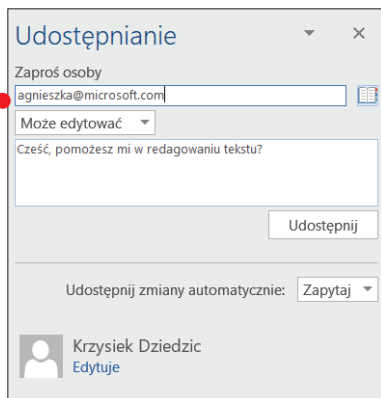 Udostępnianie
Zaproś osoby
agnieszka@microsoft.com
Może edytować
Cześć, pomożesz mi w redagowaniu tekstu?
Udostępnij
Udostępnij zmiany automatycznie: Zapytaj
Krzysiek Dziedzic
Edytuje